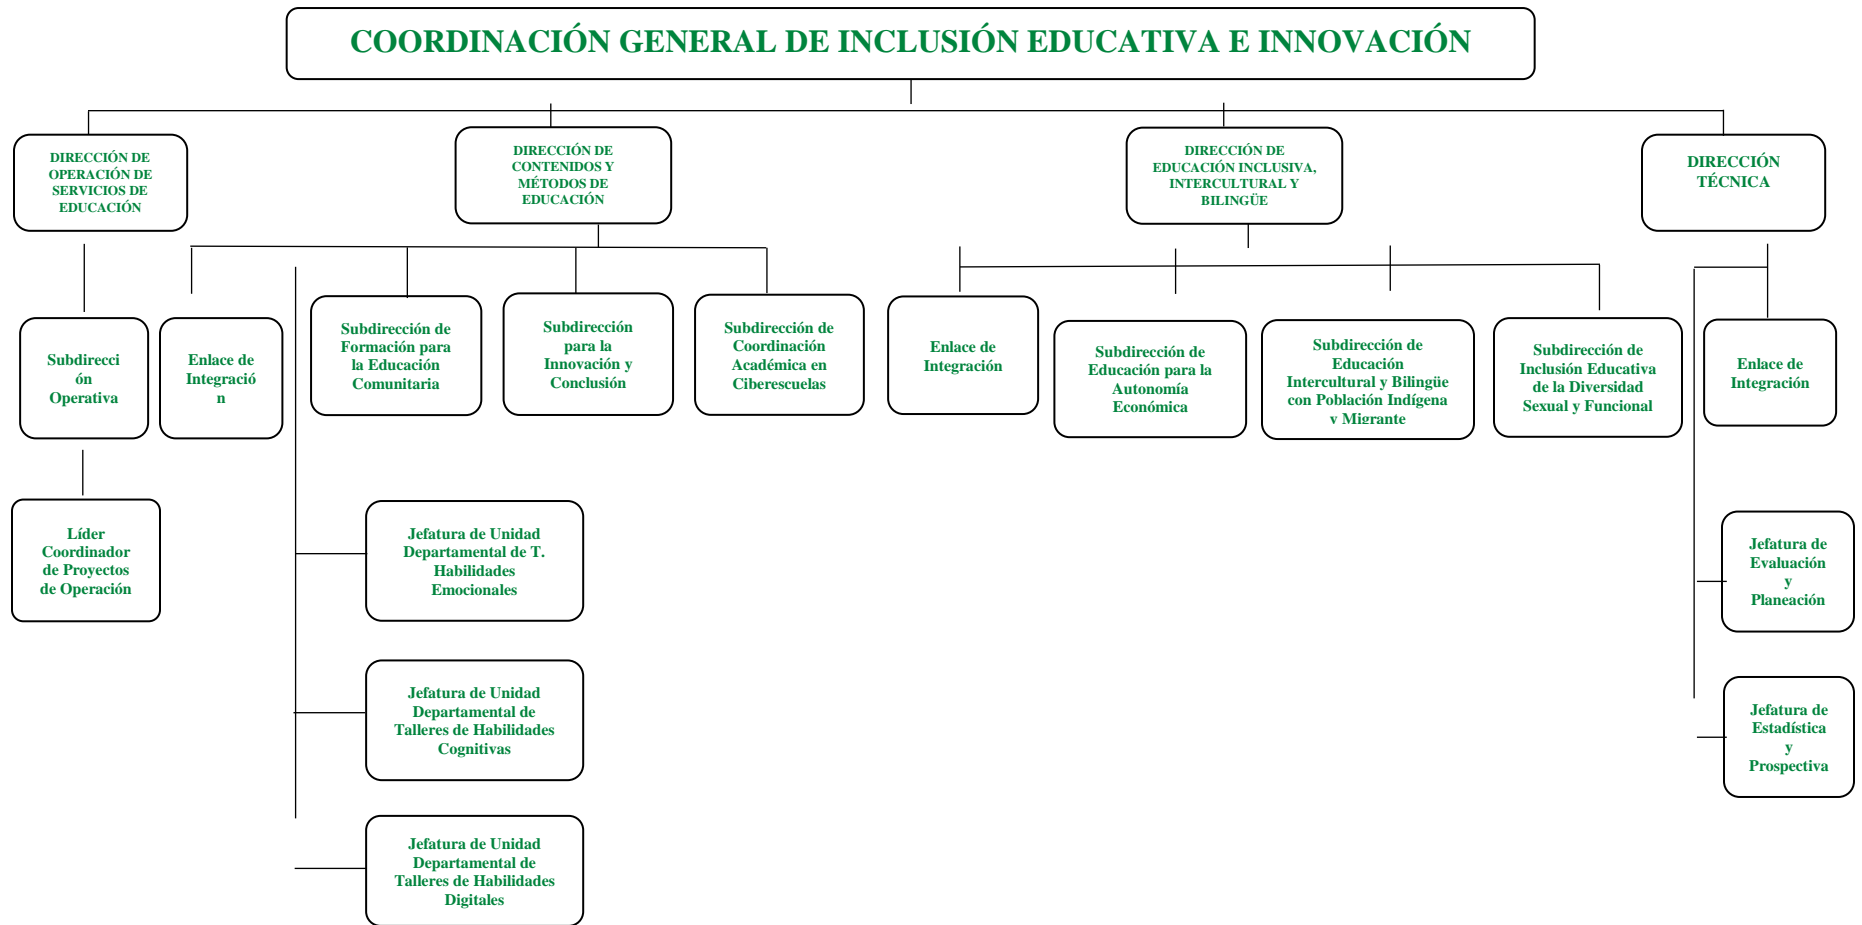 COORDINACIÓN GENERAL DE INCLUSIÓN EDUCATIVA E INNOVACIÓN
DIRECCIÓN DE
OPERACIÓN DE
SERVICIOS DE
EDUCACIÓN
DIRECCIÓN DE
CONTENIDOS Y
MÉTODOS DE
EDUCACIÓN
DIRECCIÓN DE
EDUCACIÓN INCLUSIVA,
INTERCULTURAL Y
BILINGÜE
DIRECCIÓN
TÉCNICA
Subdirecci
ón
Operativa
Enlace de
Integració
n
Subdirección de
Formación para
la Educación
Comunitaria
Subdirección
para la
Innovación y
Conclusión
Subdirección de
Coordinación
Académica en
Ciberescuelas
Enlace de
Integración
Subdirección de
Educación para la
Autonomía
Económica
Subdirección de
Educación
Intercultural y Bilingüe
con Población Indígena
y Migrante
Subdirección de
Inclusión Educativa
de la Diversidad
Sexual y Funcional
Enlace de
Integración
Líder
Coordinador
de Proyectos
de Operación
Jefatura de Unidad
Departamental de T.
Habilidades
Emocionales
Jefatura de
Evaluación
y
Planeación
Jefatura de Unidad
Departamental de
Talleres de Habilidades
Cognitivas
Jefatura de
Estadística
y
Prospectiva
Jefatura de Unidad
Departamental de
Talleres de Habilidades
Digitales